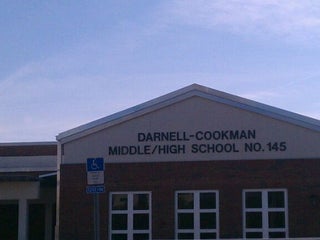 DARNELL-COOKMAN
MIDDLE/HIGH SCHOOL NO. 145